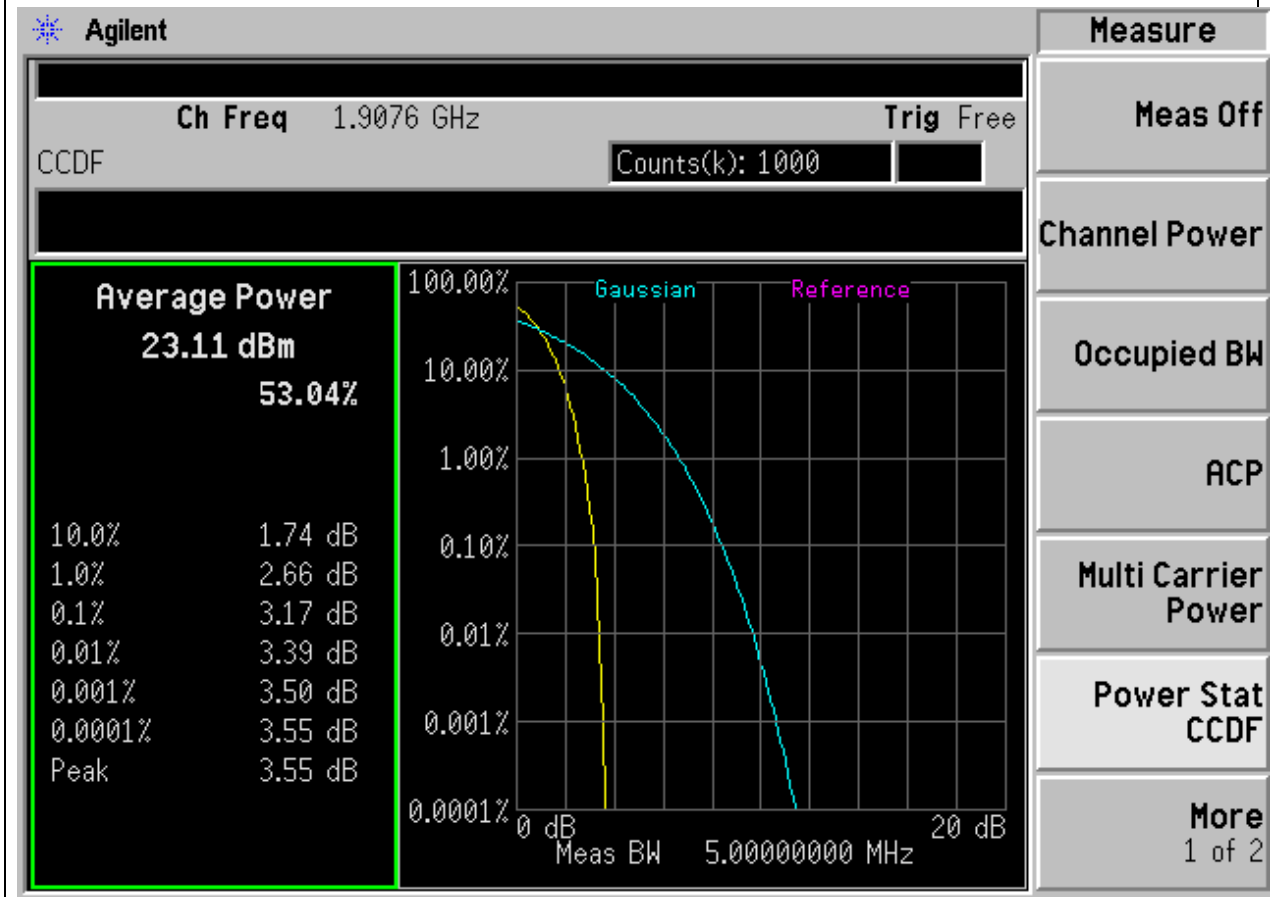 Agilent
Measure
Ch Freq 1.9076 GHz
Trig Free
CCDF
Counts(k): 1000
Meas Off
Channel Power
Occupied BW
ACP
Multi Carrier
Power
Power Stat
CCDF
More
1 of 2
Average Power
23.11 dBm
53.04%
10.0% 1.74 dB
1.0% 2.66 dB
0.1% 3.17 dB
0.01% 3.39 dB
0.001% 3.50 dB
0.0001% 3.55 dB
Peak 3.55 dB
Gaussian
Reference
100.00%
10.00%
1.00%
0.10%
0.01%
0.001%
0.0001%
0 dB
20 dB
Meas BW 5.00000000 MHz